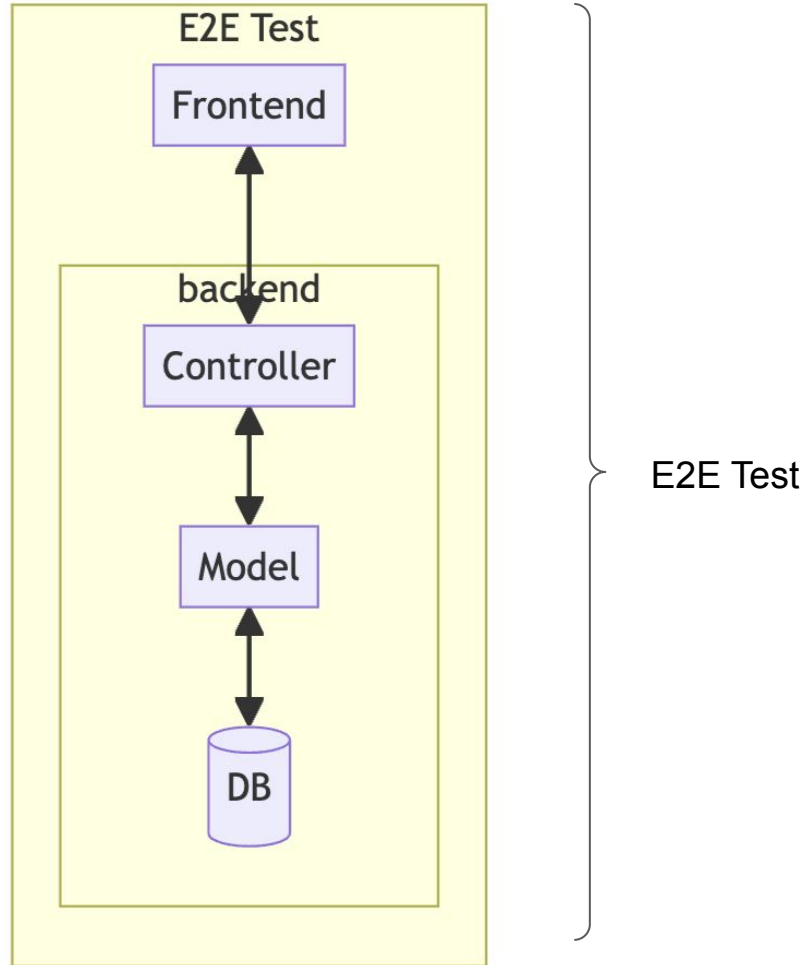 E2E Test
Frontend
backend
Controller
E2E Test
Model
DB